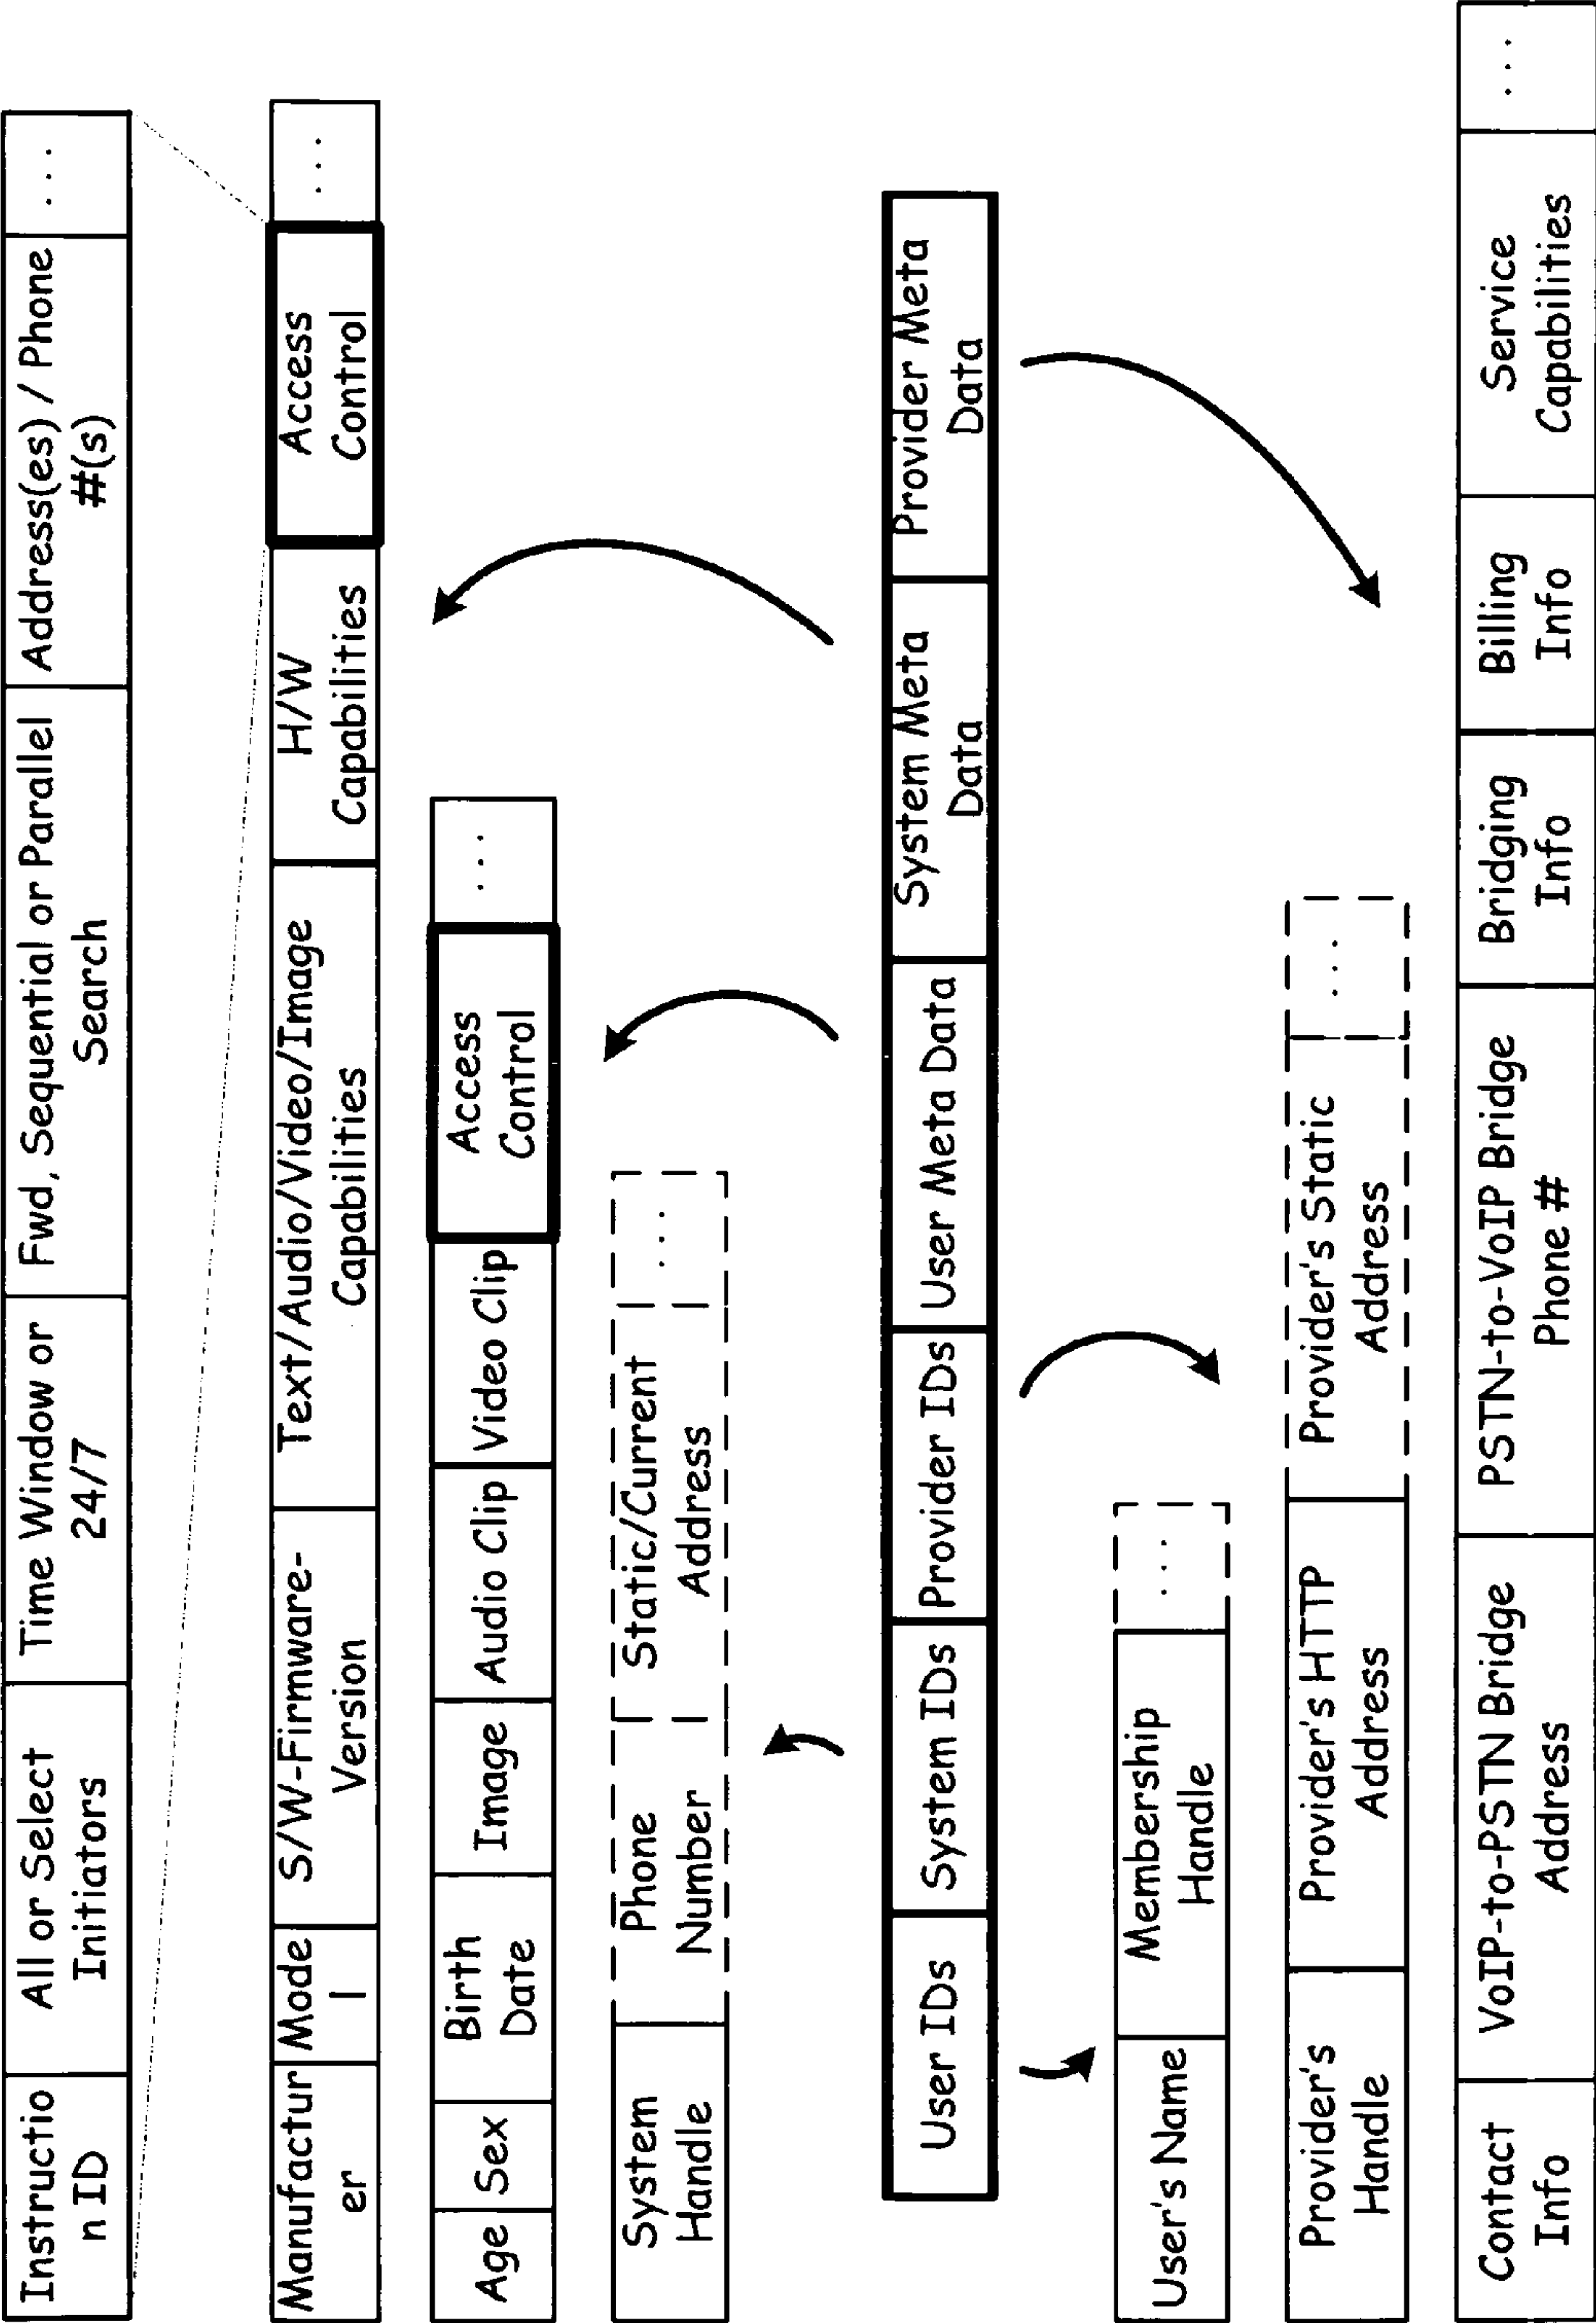 Instructio
n ID
All or Select
Initiators
Time Window or
24/7
Fwd, Sequential or Parallel
Search
Address(es) / Phone
#(s)
...
Manufactur
er
Mode
l
S/W-Firmware-
Version
Text/Audio/Video/Image
Capabilities
H/W
Capabilities
Access
Control
...
Age
Sex
Birth
Date
Image
Audio Clip
Video Clip
Access
Control
...
System
Handle
Phone
Number
Static/Current
Address
...
User IDs
System IDs
Provider IDs
User Meta Data
System Meta
Data
Provider Meta
Data
User's Name
Membership
Handle
...
Provider's
Handle
Provider's HTTP
Address
Provider's Static
Address
...
Contact
Info
VoIP-to-PSTN Bridge
Address
PSTN-to-VoIP Bridge
Phone #
Bridging
Info
Billing
Info
Service
Capabilities
...